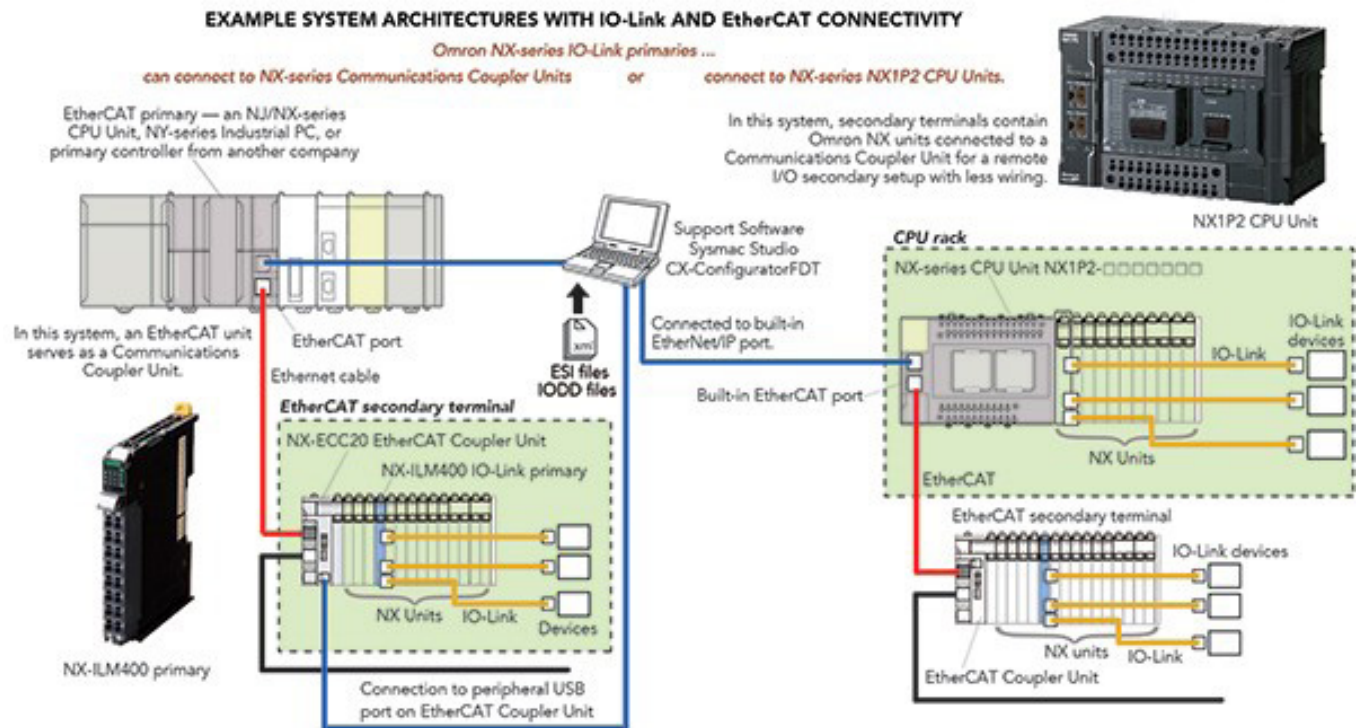 EXAMPLE SYSTEM ARCHITECTURES WITH IO-Link AND EtherCAT CONNECTIVITY
Omron NX-series IO-Link primaries ...
can connect to NX-series Communications Coupler Units or connect to NX-series NX1P2 CPU Units.
EtherCAT primary — an NJ/NX-series
CPU Unit, NY-series Industrial PC, or
primary controller from another company
In this system, secondary terminals contain
Omron NX units connected to a
Communications Coupler Unit for a remote
I/O secondary setup with less wiring.
NX1P2 CPU Unit
Support Software
Sysmac Studio
CX-ConfiguratorFDT
CPU rack
NX-series CPU Unit NX1P2-□□□□□□□
In this system, an EtherCAT unit
serves as a Communications
Coupler Unit.
EtherCAT port
Ethernet cable
xml
ESI files
IODD files
Connected to built-in
EtherNet/IP port.
Built-in EtherCAT port
IO-Link
IO-Link
devices
NX Units
EtherCAT
EtherCAT secondary terminal
NX-ECC20 EtherCAT Coupler Unit
NX-ILM400 IO-Link primary
NX Units
IO-Link
Devices
NX-ILM400 primary
Connection to peripheral USB
port on EtherCAT Coupler Unit
EtherCAT secondary terminal
IO-Link devices
NX units
IO-Link
EtherCAT Coupler Unit